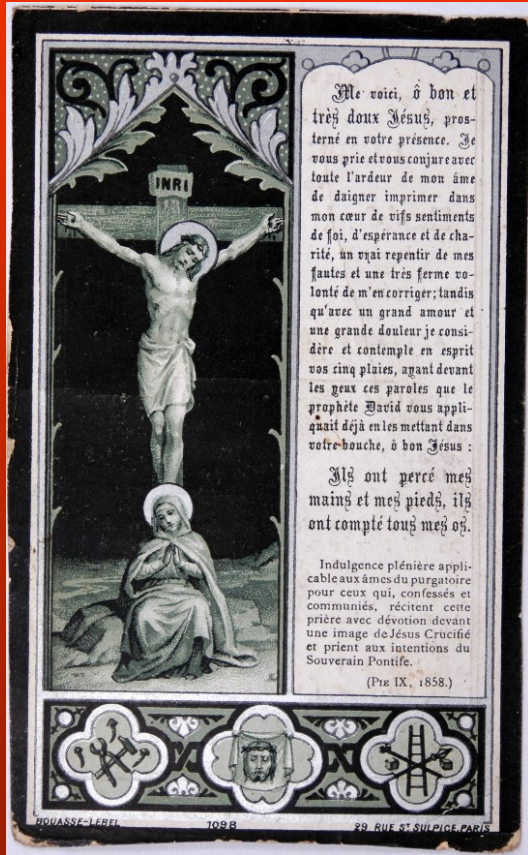 INRI
Me voici, ô bon et
très doux Jésus, pros-
terné en votre présence. Je
vous prie et vous conjure avec
toute l'ardeur de mon âme
de daigner imprimer dans
mon cœur de vifs sentiments
de foi, d'espérance et de cha-
rité, un vrai repentir de mes
fautes et une très ferme vo-
lonté de m'en corriger; tandis
qu'avec un grand amour et
une grande douleur je consi-
dère et contemple en esprit
vos cinq plaies, ayant devant
les yeux ces paroles que le
prophète David vous appli-
quait déjà en les mettant dans
votre bouche, ô bon Jésus :
Ils ont percé mes
mains et mes pieds, ils
ont compté tous mes os.
Indulgence plénière appli-
cable aux âmes du purgatoire
pour ceux qui, confessés et
communiés, récitent cette
prière avec dévotion devant
une image de Jésus Crucifié
et prient aux intentions du
Souverain Pontife.
(PIE IX, 1858.)
BOUASSE-LEBEL 1098 29 RUE ST SULPICE.PARIS